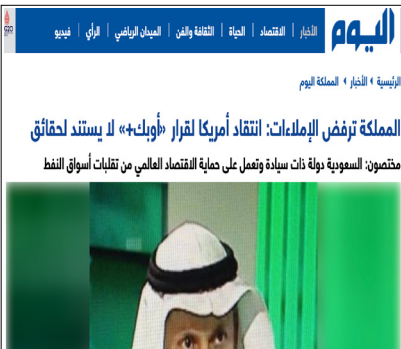 اليوم
الأخبار | الاقتصاد | الحياة | الثقافة والفن | الميدان الرياضي | الرأي | فيديو
الرئيسية ‹ الأخبار ‹ المملكة اليوم
المملكة ترفض الإملاءات: انتقاد أمريكا لقرار «أوبك+» لا يستند لحقائق
مختصون: السعودية دولة ذات سيادة وتعمل على حماية الاقتصاد العالمي من تقلبات أسواق النفط